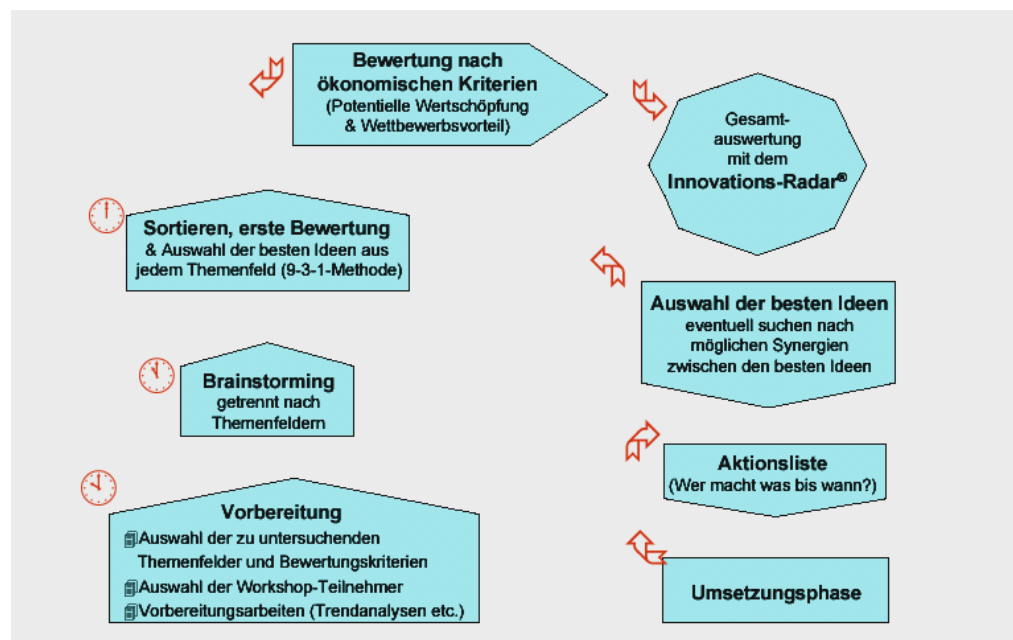 Bewertung nach
ökonomischen Kriterien
(Potentielle Wertschöpfung
& Wettbewerbsvorteil)
Gesamt-
auswertung
mit dem
Innovations-Radar®
Sortieren, erste Bewertung
& Auswahl der besten Ideen aus
jedem Themenfeld (9-3-1-Methode)
Auswahl der besten Ideen
eventuell suchen nach
möglichen Synergien
zwischen den besten Ideen
Brainstorming
getrennt nach
Themenfeldern
Aktionsliste
(Wer macht was bis wann?)
Vorbereitung
Auswahl der zu untersuchenden
Themenfelder und Bewertungskriterien
Auswahl der Workshop-Teilnehmer
Vorbereitungsarbeiten (Trendanalysen etc.)
Umsetzungsphase